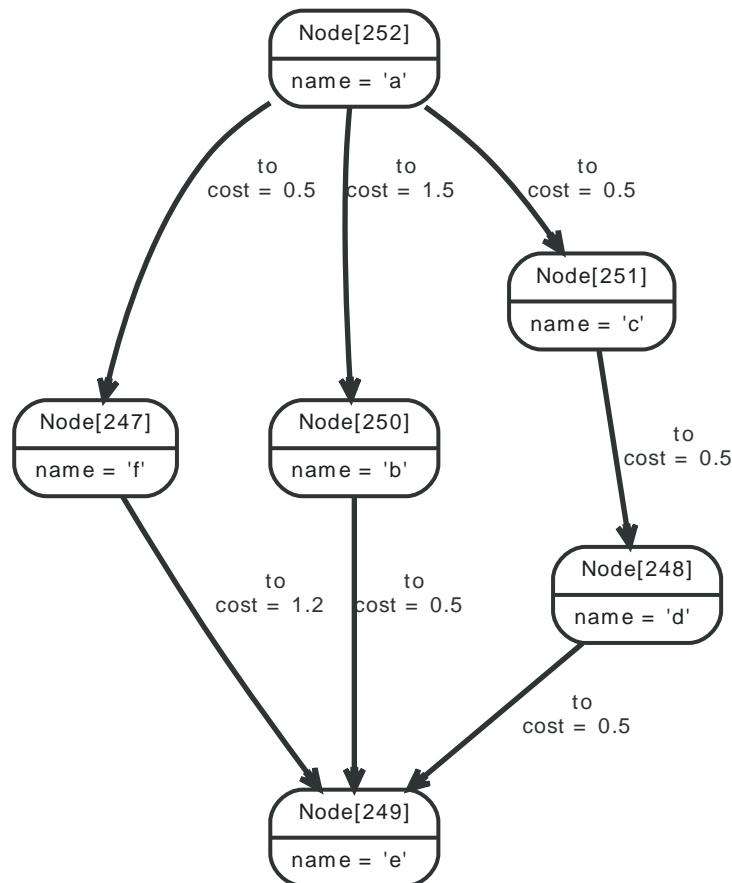 Node[252]
name = 'a'
to
cost = 0.5
to
cost = 1.5
to
cost = 0.5
Node[251]
name = 'c'
Node[247]
name = 'f'
Node[250]
name = 'b'
to
cost = 0.5
Node[248]
name = 'd'
to
cost = 1.2
to
cost = 0.5
to
cost = 0.5
Node[249]
name = 'e'